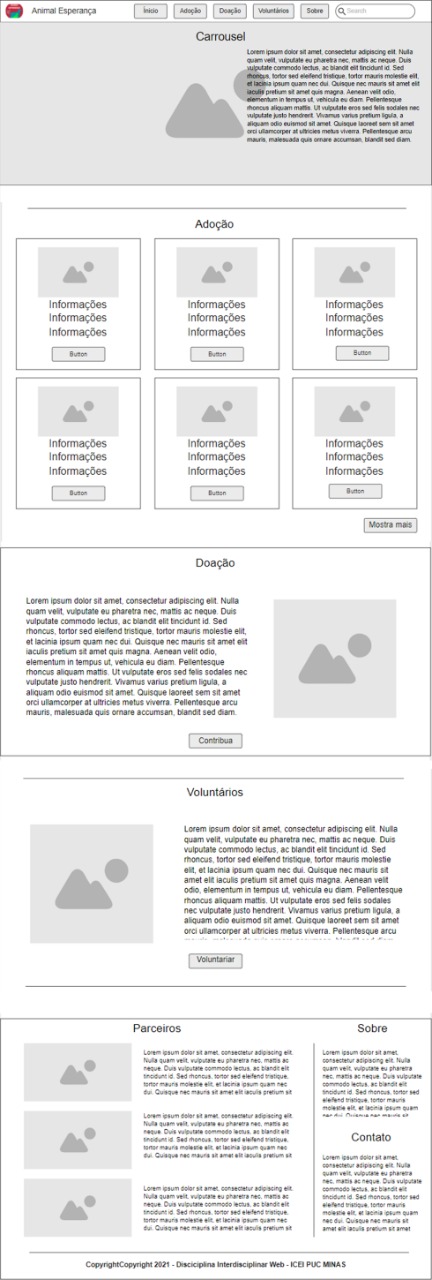 Animal Esperança
Ínicio
Adoção
Doação
Voluntários
Sobre
Search
Carrousel
Lorem ipsum dolor sit amet, consectetur adipiscing elit.
Nulla quam velit, vulputate eu pharetra nec, mattis ac
neque. Duis vulputate commodo lectus, ac blandit elit
tincidunt id. Sed rhoncus, tortor sed eleifend tristique,
tortor mauris molestie elit, et lacinia ipsum quam nec dui.
Quisque nec mauris sit amet elit
iaculis pretium sit amet quis magna. Aenean velit odio,
elementum in tempus ut, vehicula eu diam. Pellentesque
rhoncus aliquam mattis. Ut vulputate eros sed felis sodales nec
vulputate justo hendrerit. Vivamus varius pretium ligula, a
aliquam odio euismod sit amet. Quisque laoreet sem sit amet
orci ullamcorper at ultricies metus viverra. Pellentesque arcu
mauris, malesuada quis ornare accumsan, blandit sed diam.
Adoção
Informações
Informações
Informações
Button
Informações
Informações
Informações
Button
Informações
Informações
Informações
Button
Informações
Informações
Informações
Button
Informações
Informações
Informações
Button
Informações
Informações
Informações
Button
Mostra mais
Doação
Lorem ipsum dolor sit amet, consectetur adipiscing elit. Nulla
quam velit, vulputate eu pharetra nec, mattis ac neque. Duis
vulputate commodo lectus, ac blandit elit tincidunt id. Sed
rhoncus, tortor sed eleifend tristique, tortor mauris molestie elit,
et lacinia ipsum quam nec dui. Quisque nec mauris sit amet elit
iaculis pretium sit amet quis magna. Aenean velit odio,
elementum in tempus ut, vehicula eu diam. Pellentesque
rhoncus aliquam mattis. Ut vulputate eros sed felis sodales nec
vulputate justo hendrerit. Vivamus varius pretium ligula, a
aliquam odio euismod sit amet. Quisque laoreet sem sit amet
orci ullamcorper at ultricies metus viverra. Pellentesque arcu
mauris, malesuada quis ornare accumsan, blandit sed diam.
Contribua
Voluntários
Lorem ipsum dolor sit amet, consectetur adipiscing elit. Nulla
quam velit, vulputate eu pharetra nec, mattis ac neque. Duis
vulputate commodo lectus, ac blandit elit tincidunt id. Sed
rhoncus, tortor sed eleifend tristique, tortor mauris molestie
elit, et lacinia ipsum quam nec dui. Quisque nec mauris sit
amet elit iaculis pretium sit amet quis magna. Aenean velit
odio, elementum in tempus ut, vehicula eu diam. Pellentesque
rhoncus aliquam mattis. Ut vulputate eros sed felis sodales
nec vulputate justo hendrerit. Vivamus varius pretium ligula, a
aliquam odio euismod sit amet. Quisque laoreet sem sit amet
orci ullamcorper at ultricies metus viverra. Pellentesque arcu
Voluntariar
Parceiros
Lorem ipsum dolor sit amet, consectetur adipiscing elit.
Nulla quam velit, vulputate eu pharetra nec, mattis ac
neque. Duis vulputate commodo lectus, ac blandit elit
tincidunt id. Sed rhoncus, tortor sed eleifend tristique,
tortor mauris molestie elit, et lacinia ipsum quam nec
dui. Quisque nec mauris sit amet elit iaculis pretium sit
Lorem ipsum dolor sit amet, consectetur adipiscing elit.
Nulla quam velit, vulputate eu pharetra nec, mattis ac
neque. Duis vulputate commodo lectus, ac blandit elit
tincidunt id. Sed rhoncus, tortor sed eleifend tristique,
tortor mauris molestie elit, et lacinia ipsum quam nec
dui. Quisque nec mauris sit amet elit iaculis pretium sit
Lorem ipsum dolor sit amet, consectetur adipiscing elit.
Nulla quam velit, vulputate eu pharetra nec, mattis ac
neque. Duis vulputate commodo lectus, ac blandit elit
tincidunt id. Sed rhoncus, tortor sed eleifend tristique,
tortor mauris molestie elit, et lacinia ipsum quam nec
dui. Quisque nec mauris sit amet elit iaculis pretium sit
Sobre
Lorem ipsum dolor sit amet,
consectetur adipiscing elit. Nulla quam
velit, vulputate eu pharetra nec, mattis
ac neque. Duis vulputate commodo
lectus, ac blandit elit tincidunt id. Sed
rhoncus, tortor sed eleifend tristique,
tortor mauris molestie elit, et lacinia
Contato
Lorem ipsum dolor sit amet,
consectetur adipiscing elit. Nulla quam
velit, vulputate eu pharetra nec, mattis
ac neque. Duis vulputate commodo
lectus, ac blandit elit tincidunt id. Sed
rhoncus, tortor sed eleifend tristique,
tortor mauris molestie elit, et lacinia
ipsum quam nec dui. Quisque nec
mauris sit amet elit iaculis pretium sit amet
CopyrightCopyright 2021 - Disciciplina Interdisciplinar Web - ICEI PUC MINAS